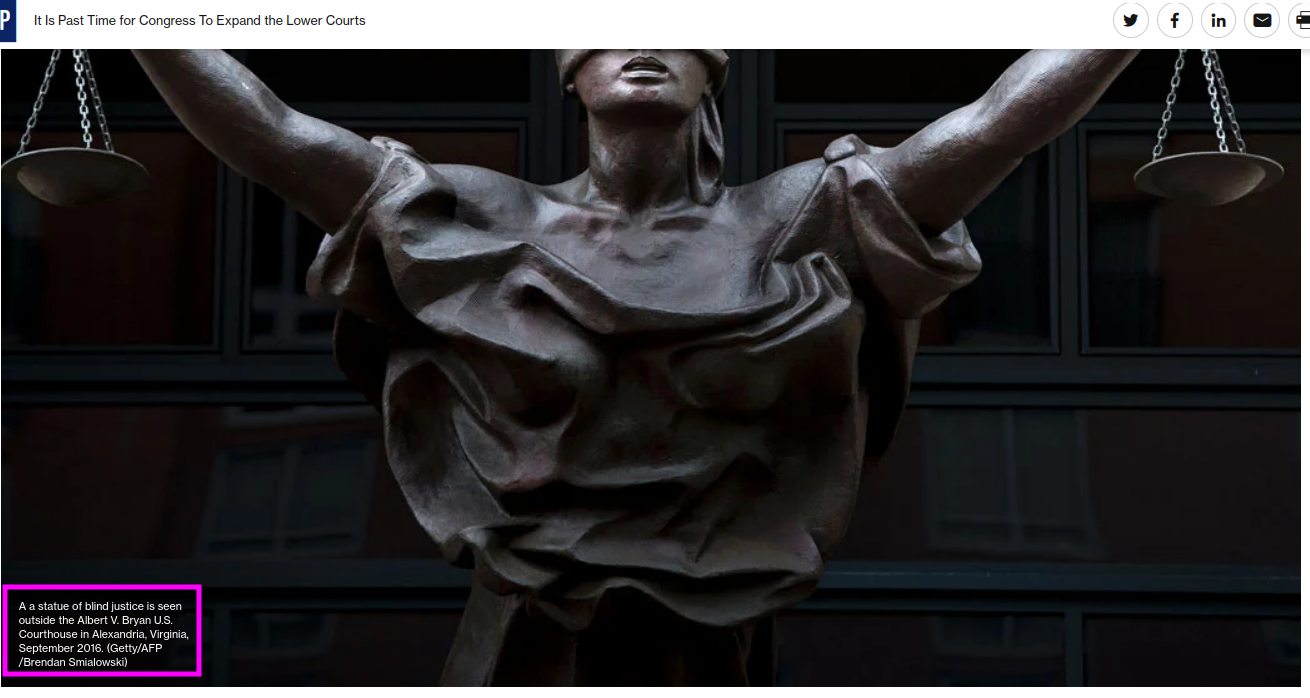 P
It Is Past Time for Congress To Expand the Lower Courts
A a statue of blind justice is seen
outside the Albert V. Bryan U.S.
Courthouse in Alexandria, Virginia,
September 2016. (Getty/AFP
/Brendan Smialowski)